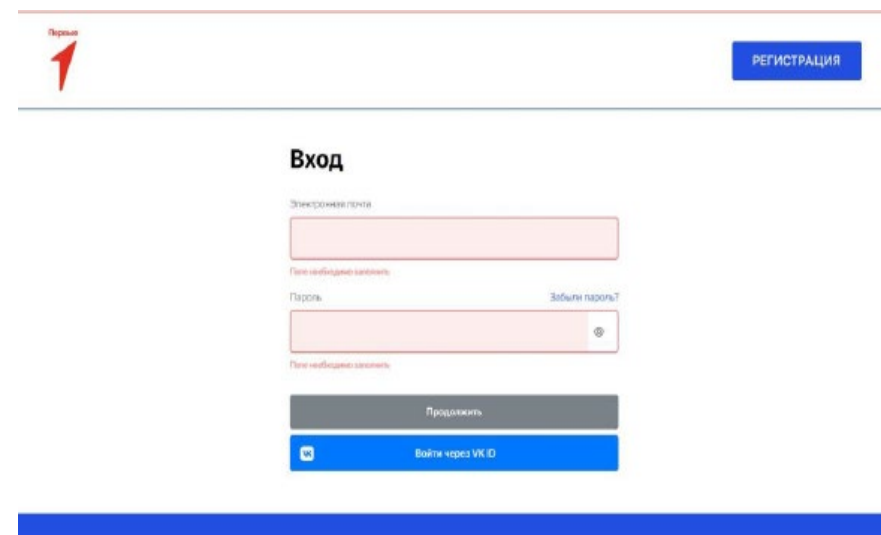 Первые
РЕГИСТРАЦИЯ
Вход
Электронная почта
Поле необходимо заполнить
Пароль
Забыли пароль?
Поле необходимо заполнить
Продолжить
Войти через VK ID